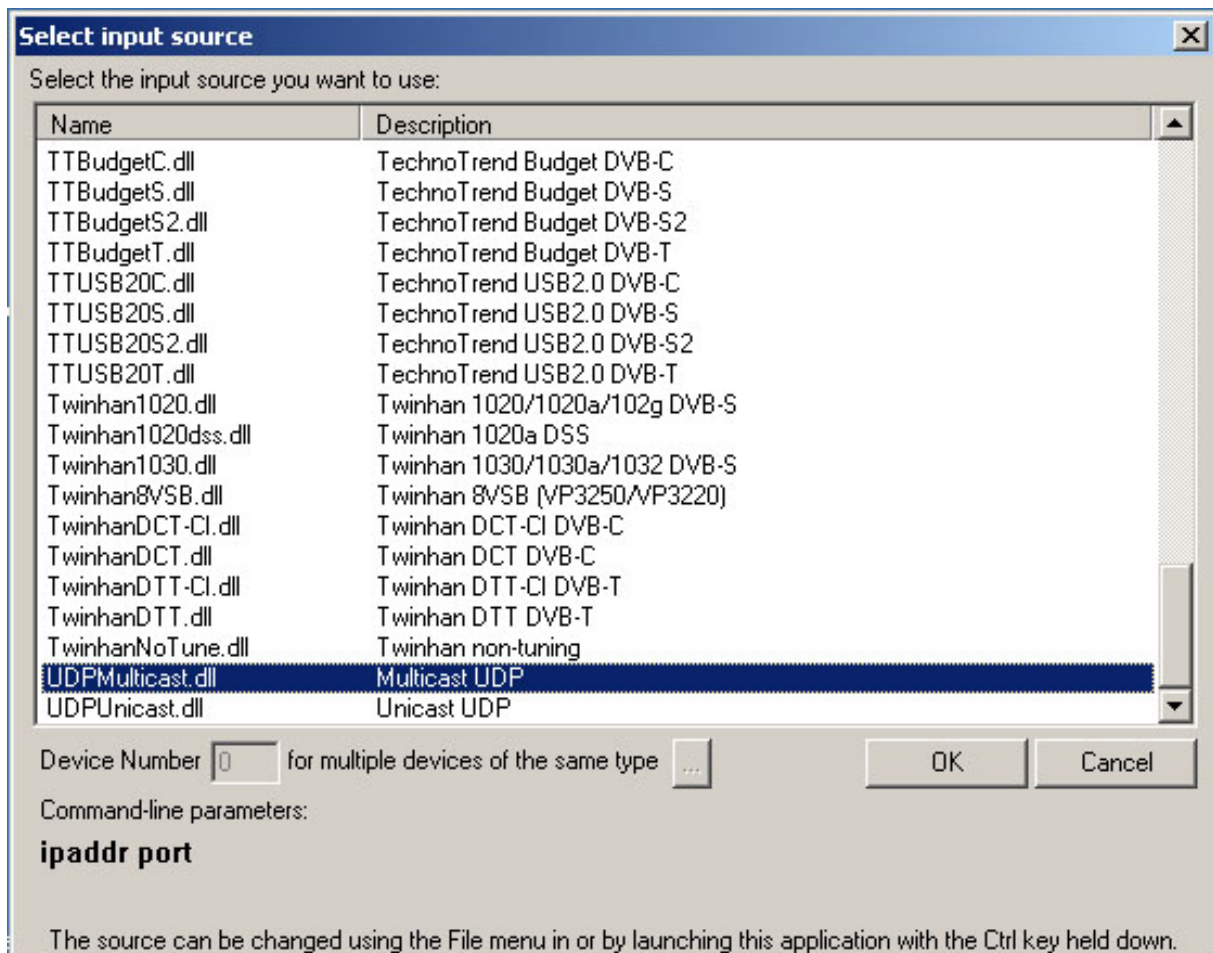 Select input source
Select the input source you want to use:
Name Description
TTBudgetC.dll TechnoTrend Budget DVB-C
TTBudgetS.dll TechnoTrend Budget DVB-S
TTBudgetS2.dll TechnoTrend Budget DVB-S2
TTBudgetT.dll TechnoTrend Budget DVB-T
TTUSB20C.dll TechnoTrend USB2.0 DVB-C
TTUSB20S.dll TechnoTrend USB2.0 DVB-S
TTUSB20S2.dll TechnoTrend USB2.0 DVB-S2
TTUSB20T.dll TechnoTrend USB2.0 DVB-T
Twinhan1020.dll Twinhan 1020/1020a/102g DVB-S
Twinhan1020dss.dll Twinhan 1020a DSS
Twinhan1030.dll Twinhan 1030/1030a/1032 DVB-S
Twinhan8VSB.dll Twinhan 8VSB (VP3250/VP3220)
TwinhanDCT-CI.dll Twinhan DCT-CI DVB-C
TwinhanDCT.dll Twinhan DCT DVB-C
TwinhanDTT-CI.dll Twinhan DTT-CI DVB-T
TwinhanDTT.dll Twinhan DTT DVB-T
TwinhanNoTune.dll Twinhan non-tuning
UDPMulticast.dll Multicast UDP
UDPUnicast.dll Unicast UDP
Device Number 0 for multiple devices of the same type ... OK Cancel
Command-line parameters:
ipaddr port
The source can be changed using the File menu in or by launching this application with the Ctrl key held down.